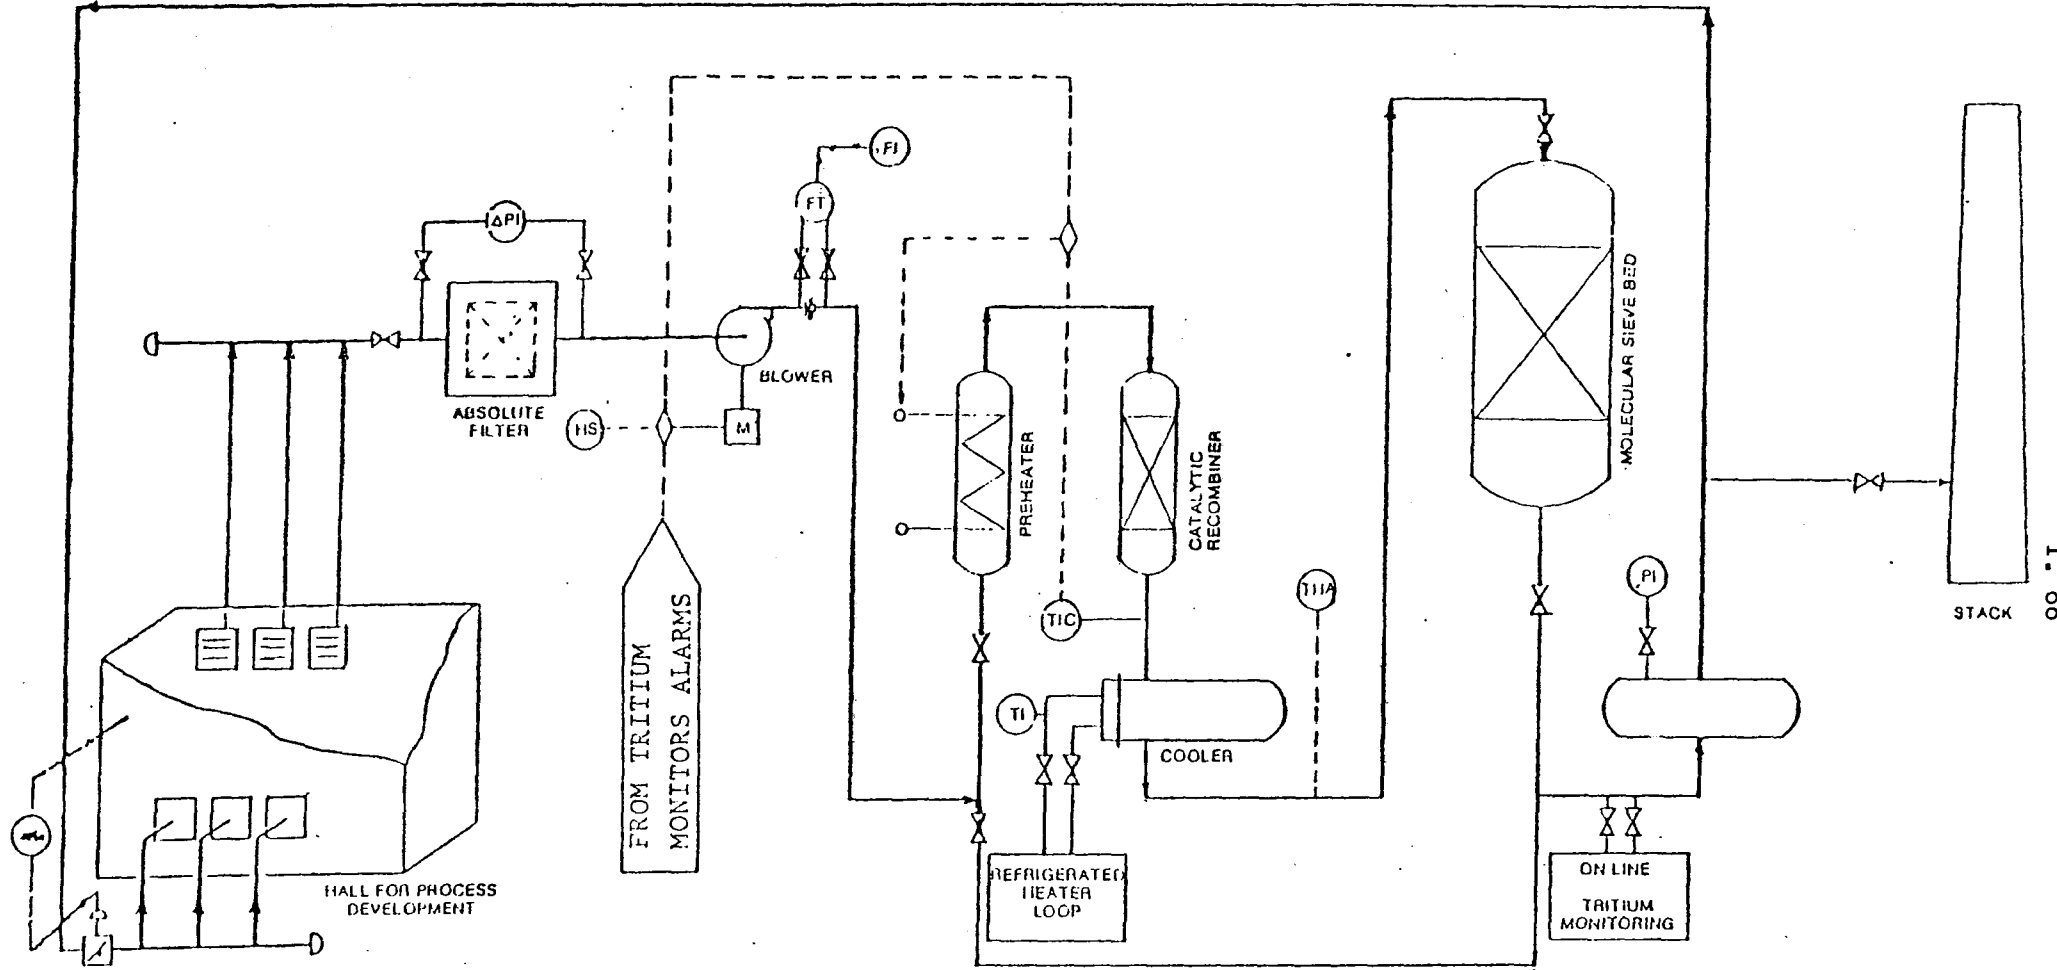 FI
FT
ΔPI
BLOWER
ABSOLUTE
FILTER
HS
M
PREHEATER
CATALYTIC
RECOMBINER
MOLECULAR SIEVE BED
STACK
PI
TIC
TI
COOLER
FROM TRITIUM
MONITORS ALARMS
HALL FOR PROCESS
DEVELOPMENT
REFRIGERATED
HEATER
LOOP
ON LINE
TRITIUM
MONITORING